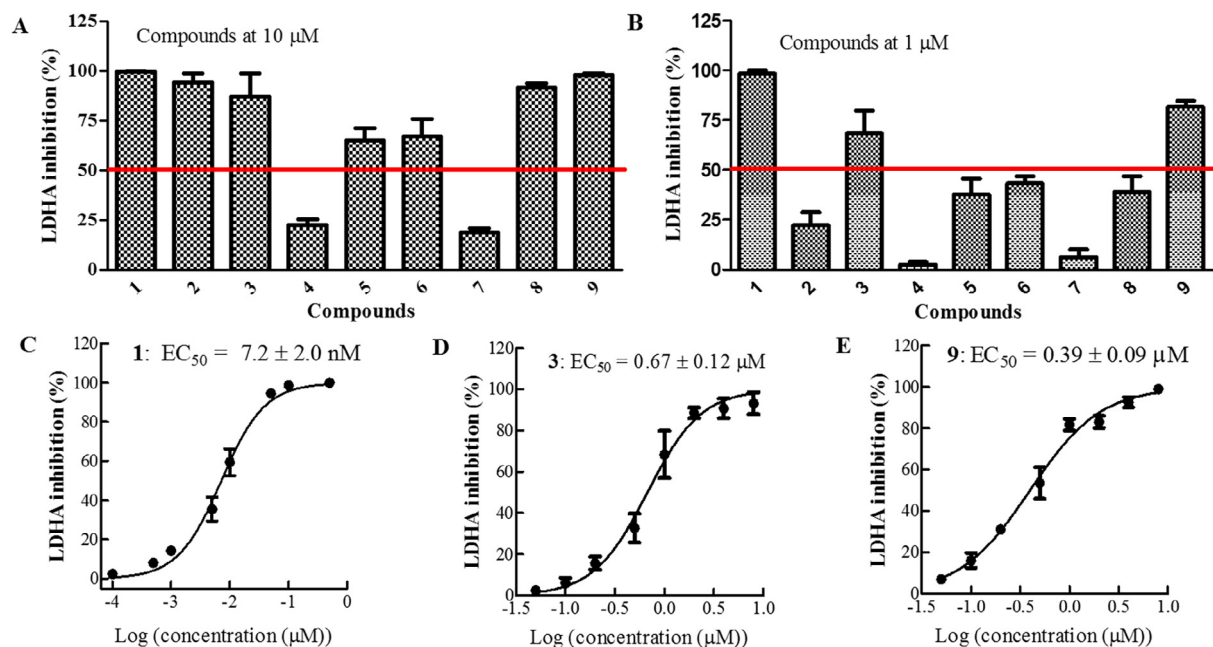 A
Compounds at 10 μM
LDHA inhibition (%)
125
100
75
50
25
0
1 2 3 4 5 6 7 8 9
Compounds
B
Compounds at 1 μM
LDHA inhibition (%)
125
100
75
50
25
0
1 2 3 4 5 6 7 8 9
Compounds
C
1: EC50 = 7.2 ± 2.0 nM
LDHA inhibition (%)
120
100
80
60
40
20
0
-4 -3 -2 -1 0
Log (concentration (μM))
D
3: EC50 = 0.67 ± 0.12 μM
LDHA inhibition (%)
120
100
80
60
40
20
0
-1.5 -1.0 -0.5 0.0 0.5 1.0
Log (concentration (μM))
E
9: EC50 = 0.39 ± 0.09 μM
LDHA inhibition (%)
120
100
80
60
40
20
0
-1.5 -1.0 -0.5 0.0 0.5 1.0
Log (concentration (μM))